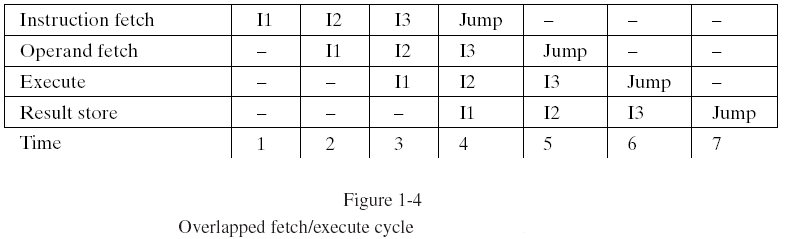 Instruction fetch I1 I2 I3 Jump – – –
Operand fetch – I1 I2 I3 Jump – –
Execute – – I1 I2 I3 Jump –
Result store – – – I1 I2 I3 Jump
Time 1 2 3 4 5 6 7
Figure 1-4
Overlapped fetch/execute cycle